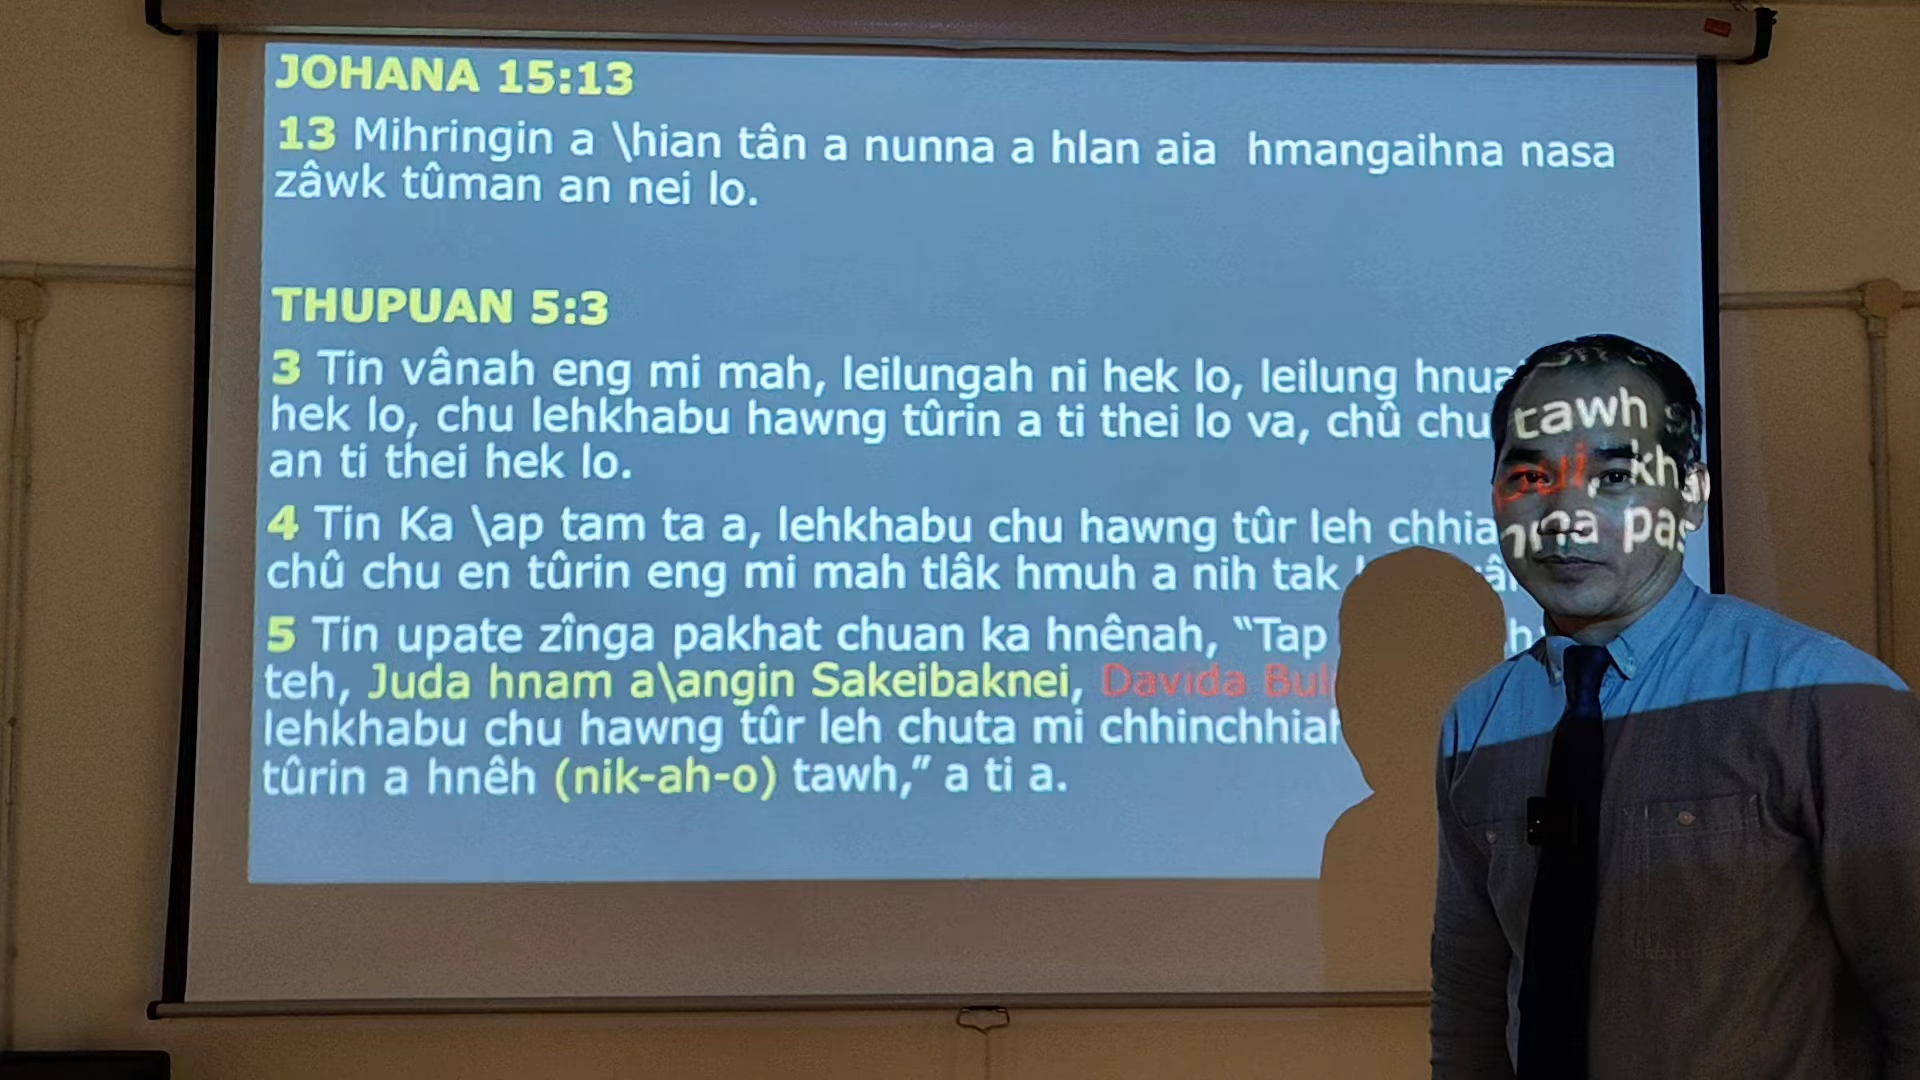 JOHANA 15:13
13 Mihringin a \hian tân a nunna a hlan aia hmangaihna nasa
zâwk tûman an nei lo.
THUPUAN 5:3
3 Tin vânah eng mi mah, leilungah ni hek lo, leilung
hek lo, chu lehkhabu hawng tûrin a ti thei lo va, chû chu tawh
an ti thei hek lo.
4 Tin Ka \ap tam ta a, lehkhabu chu hawng tûr leh
chû chu en tûrin eng mi mah tlâk hmuh a nih tak
5 Tin upate zînga pakhat chuan ka hnênah, “Tap
teh, Juda hnam a\angin Sakeibaknei, Davida
lehkhabu chu hawng tûr leh chuta mi
tûrin a hnêh (nik-ah-o) tawh,” a ti a.